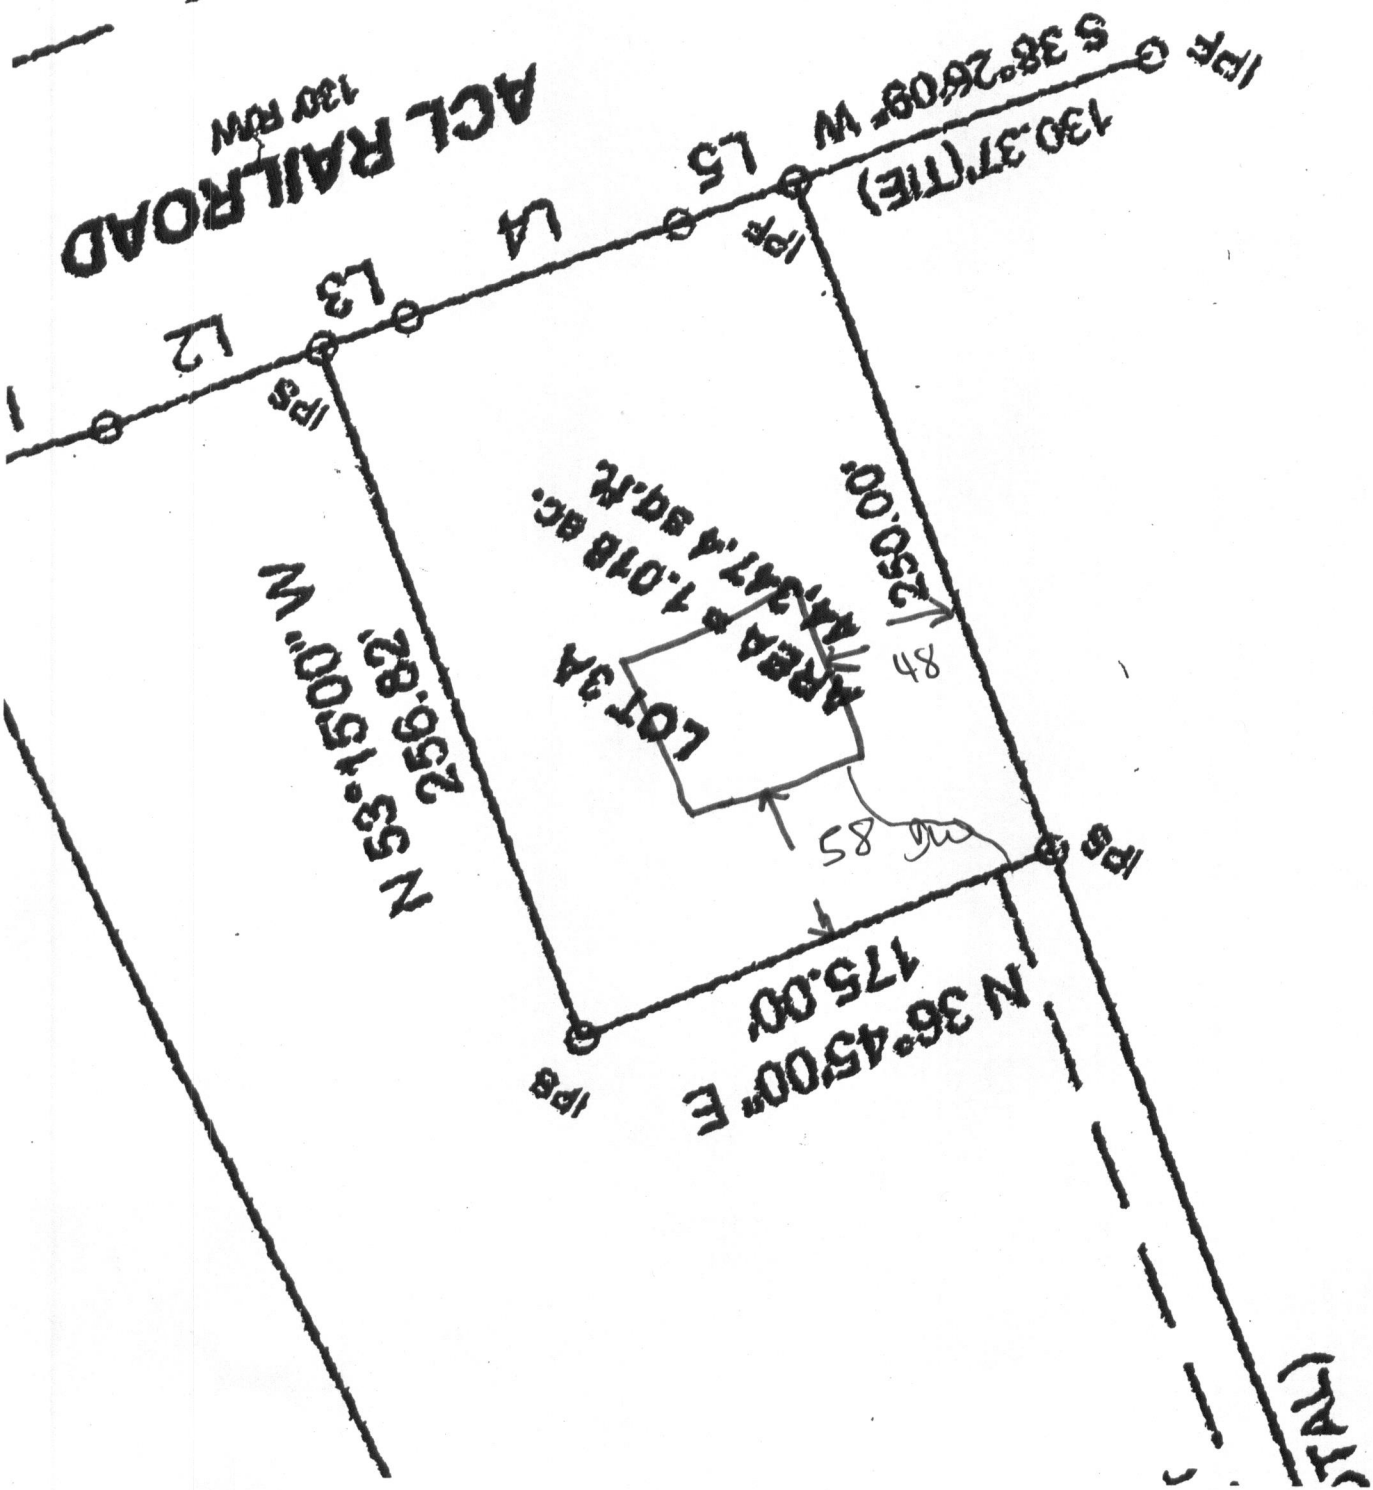 ACL RAILROAD
130' R/W
S 38°26'09" W
130.37'(TIE)
IPF
L5
IPF
L4
L3
L2
IPS
250.00'
48
LOT 3A
AREA = 1.018 ac.
44,347.4 sq.ft.
N 53°15'00" W
256.82'
58
IPS
175.00'
N 36°45'00" E
IPS
TAL)